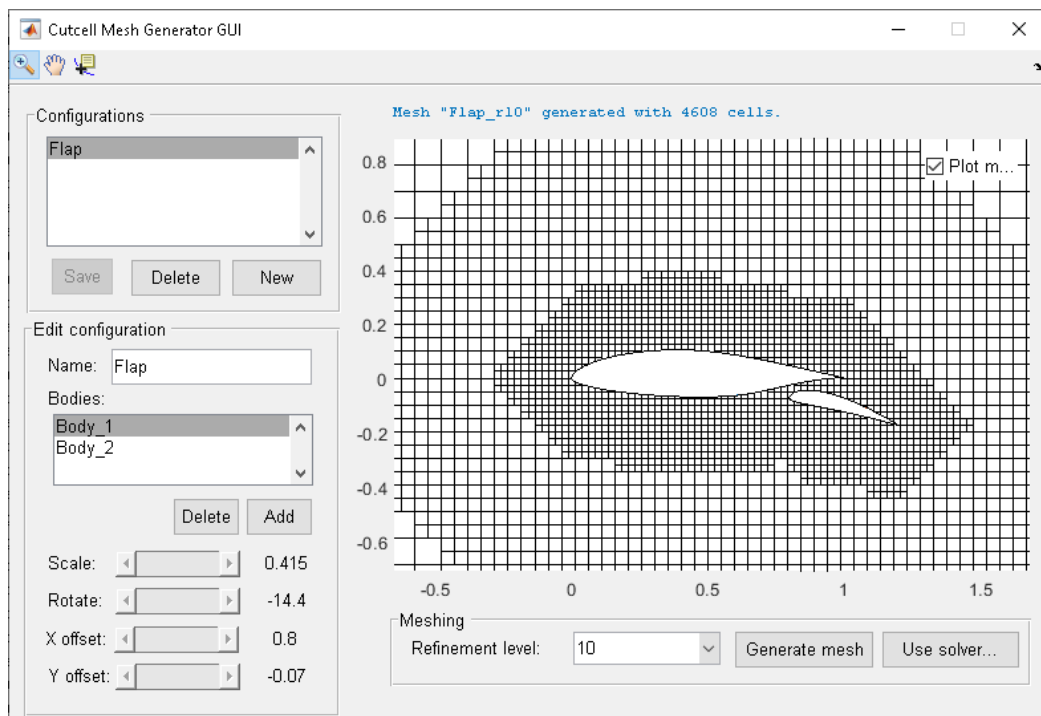 Cutcell Mesh Generator GUI
Configurations
Flap
Save Delete New
Edit configuration
Name: Flap
Bodies:
Body_1
Body_2
Delete Add
Scale: 0.415
Rotate: -14.4
X offset: 0.8
Y offset: -0.07
Mesh "Flap_r10" generated with 4608 cells.
Plot m...
0.8
0.6
0.4
0.2
0
-0.2
-0.4
-0.6
-0.5 0 0.5 1 1.5
Meshing
Refinement level: 10 Generate mesh Use solver...